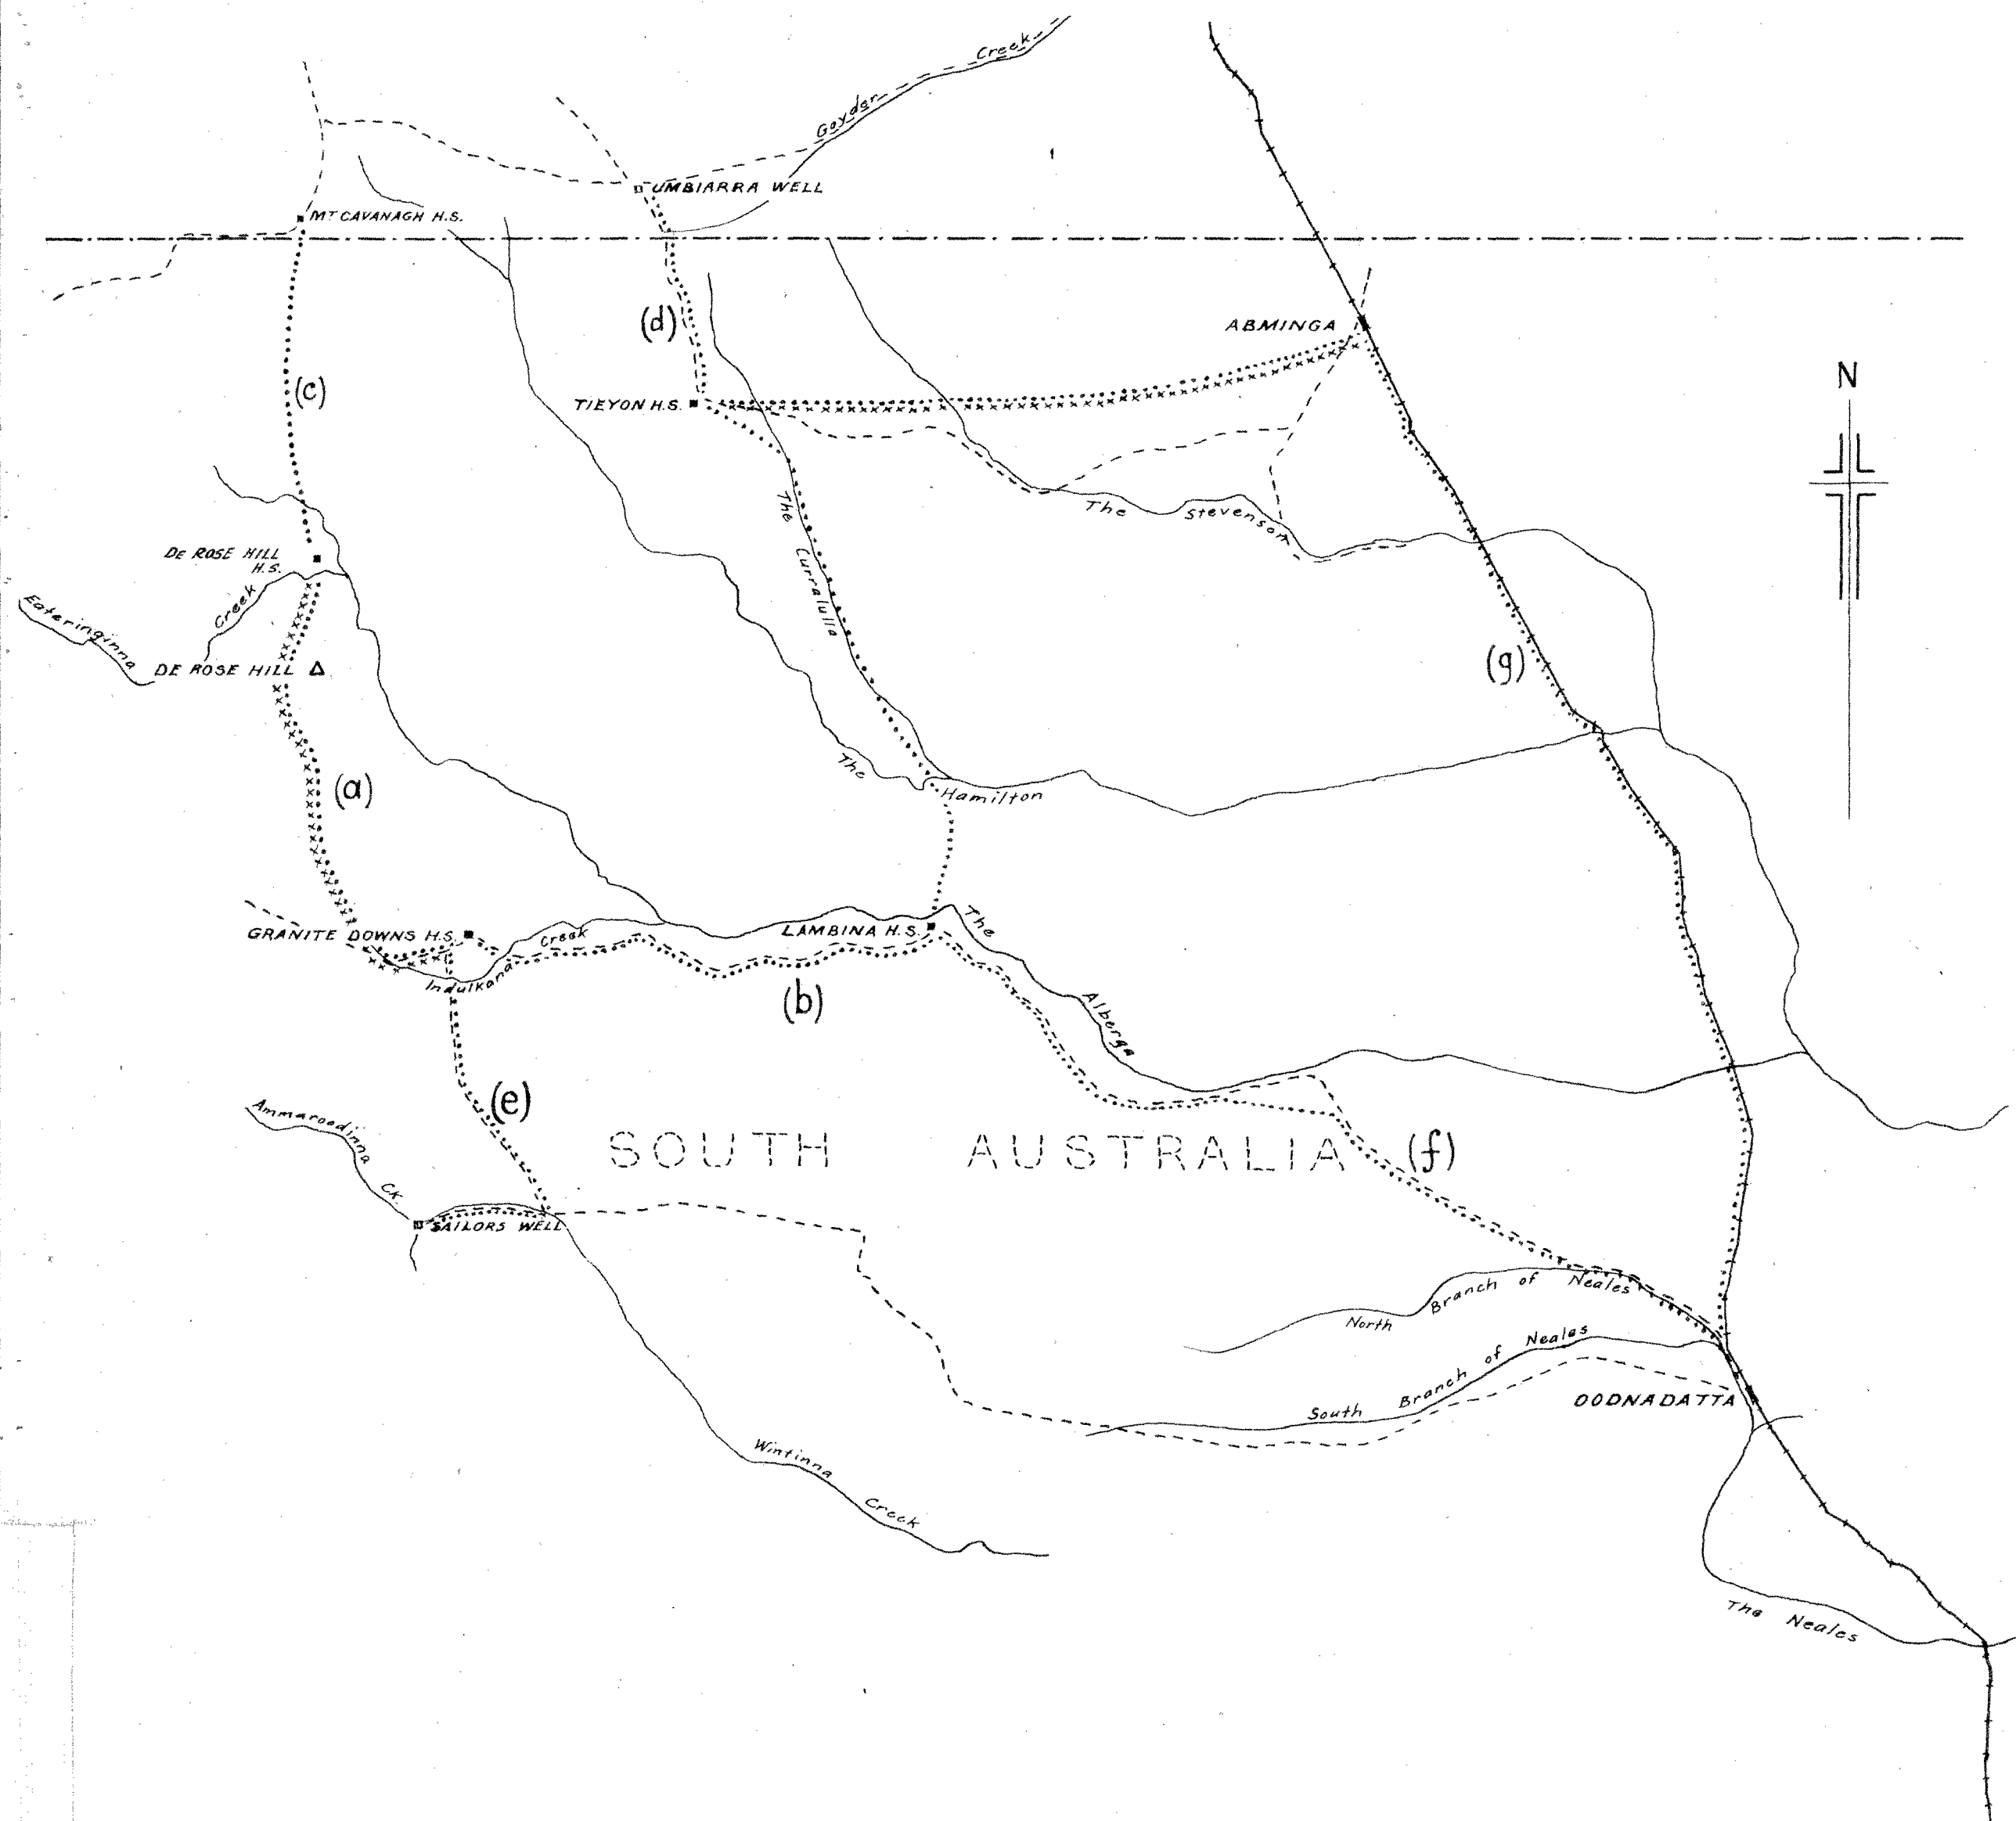 Goyder Creek
UMBIARRA WELL
MT CAVANAGH H.S.
(d)
ABMINGA
(c)
TIEYON H.S.
N
The Stevenson
The Curralulla
DE ROSE HILL
H.S.
Creek
Eateringinna
DE ROSE HILL
(g)
(a)
The Hamilton
GRANITE DOWNS H.S.
Indulkana Creek
LAMBINA H.S.
The Alberga
(b)
(e)
Ammaroodinna CK.
SOUTH AUSTRALIA
(f)
SAILORS WELL
North Branch of Neales
South Branch of Neales
OODNADATTA
Wintinna Creek
The Neales